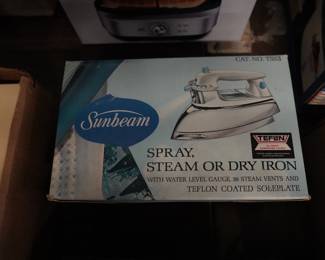 CAT. NO. TS63
Sunbeam
TEFLON
SPRAY,
STEAM OR DRY IRON
WITH WATER LEVEL GAUGE, 36 STEAM VENTS AND
TEFLON COATED SOLEPLATE